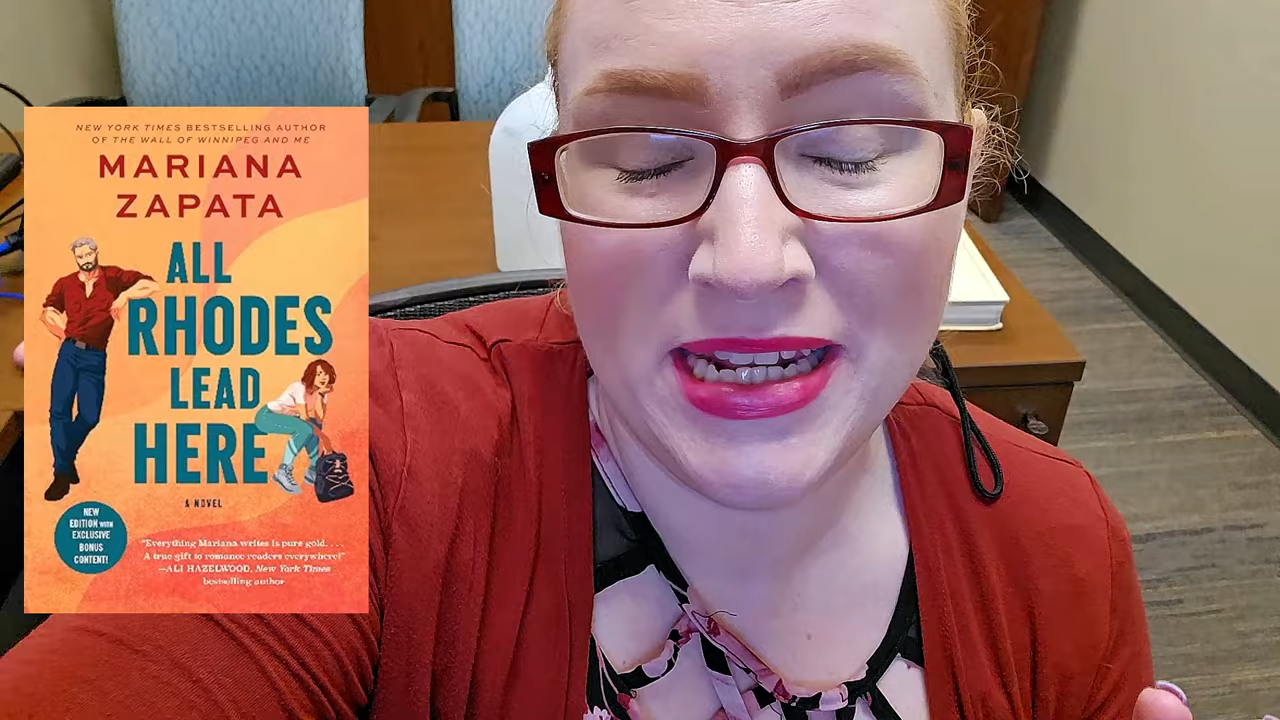 NEW YORK TIMES BESTSELLING AUTHOR
OF THE WALL OF WINNIPEG AND ME
MARIANA
ZAPATA
ALL
RHODES
LEAD
HERE
A NOVEL
NEW
EDITION WITH
EXCLUSIVE
BONUS
CONTENT!
"Everything Mariana writes is pure gold. . . .
A true gift to romance readers everywhere!"
—ALI HAZELWOOD, New York Times
bestselling author